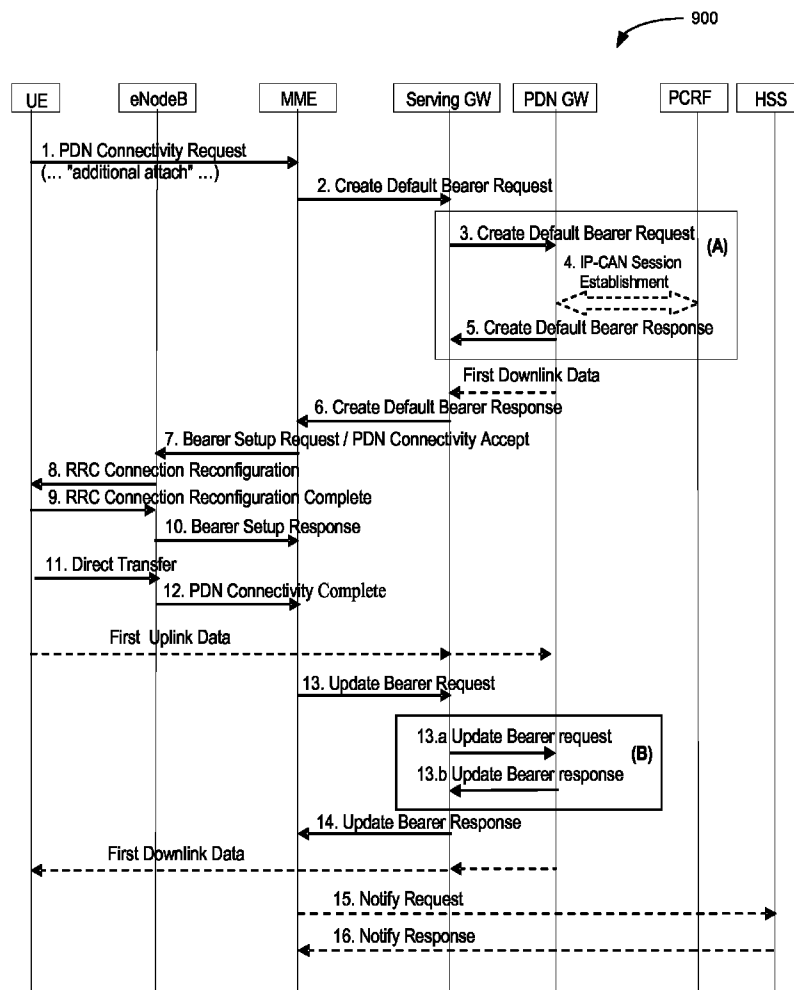 900
UE
eNodeB
MME
Serving GW
PDN GW
PCRF
HSS
1. PDN Connectivity Request
(... "additional attach" ...)
2. Create Default Bearer Request
3. Create Default Bearer Request
(A)
4. IP-CAN Session
Establishment
5. Create Default Bearer Response
First Downlink Data
6. Create Default Bearer Response
7. Bearer Setup Request / PDN Connectivity Accept
8. RRC Connection Reconfiguration
9. RRC Connection Reconfiguration Complete
10. Bearer Setup Response
11. Direct Transfer
12. PDN Connectivity Complete
First Uplink Data
13. Update Bearer Request
13.a Update Bearer request
(B)
13.b Update Bearer response
14. Update Bearer Response
First Downlink Data
15. Notify Request
16. Notify Response